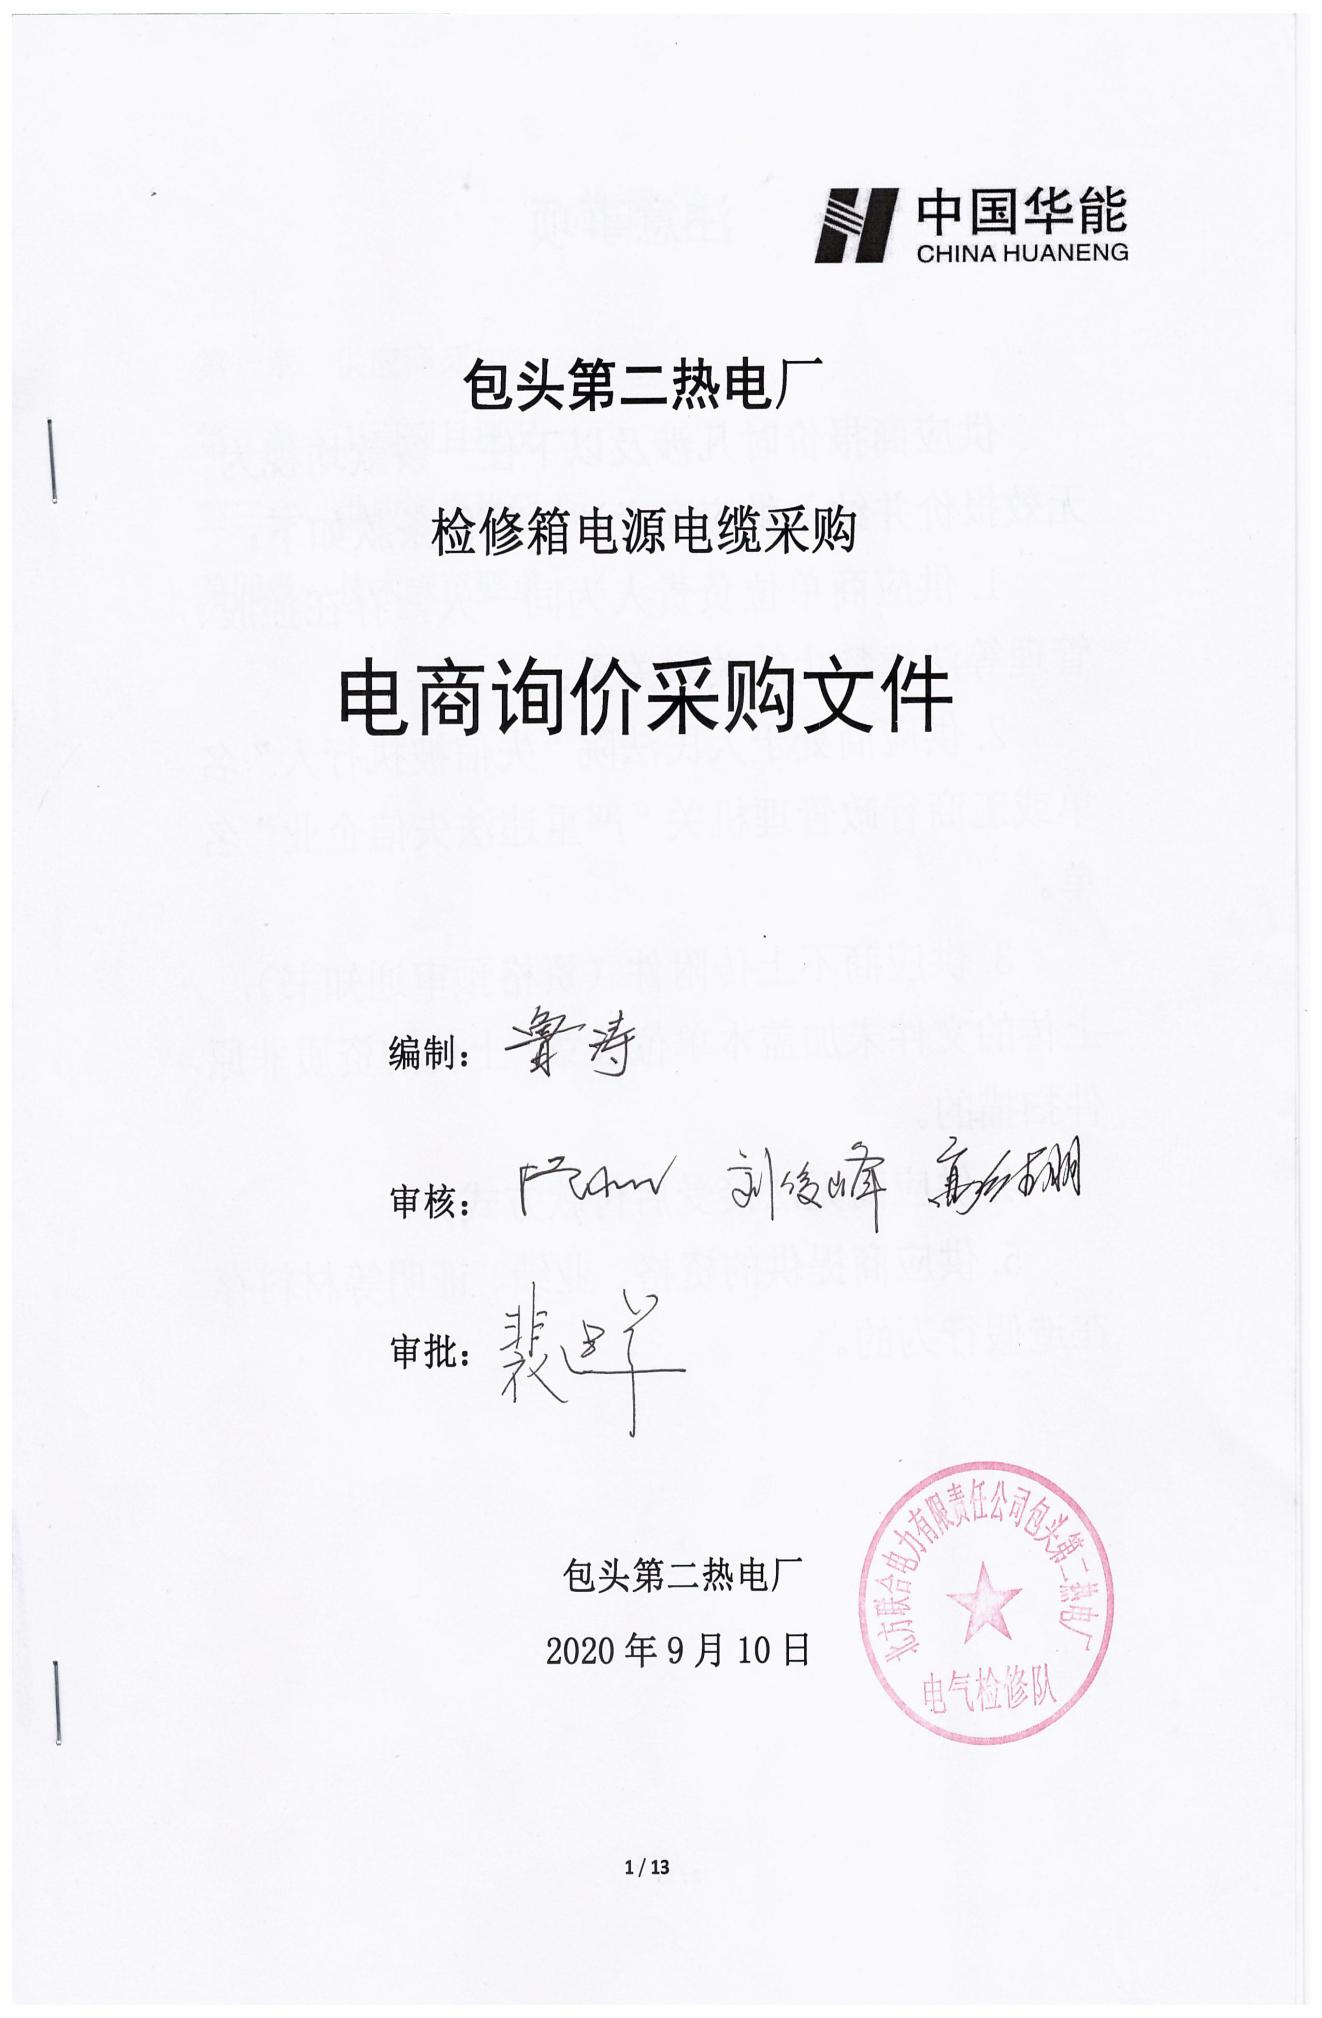 中国华能
CHINA HUANENG
包头第二热电厂
检修箱电源电缆采购
电商询价采购文件
编制：
审核： 刘俊峰
审批：
包头第二热电厂
2020年9月10日
北方联合电力有限责任公司包头第二热电厂
电气检修队
1 / 13